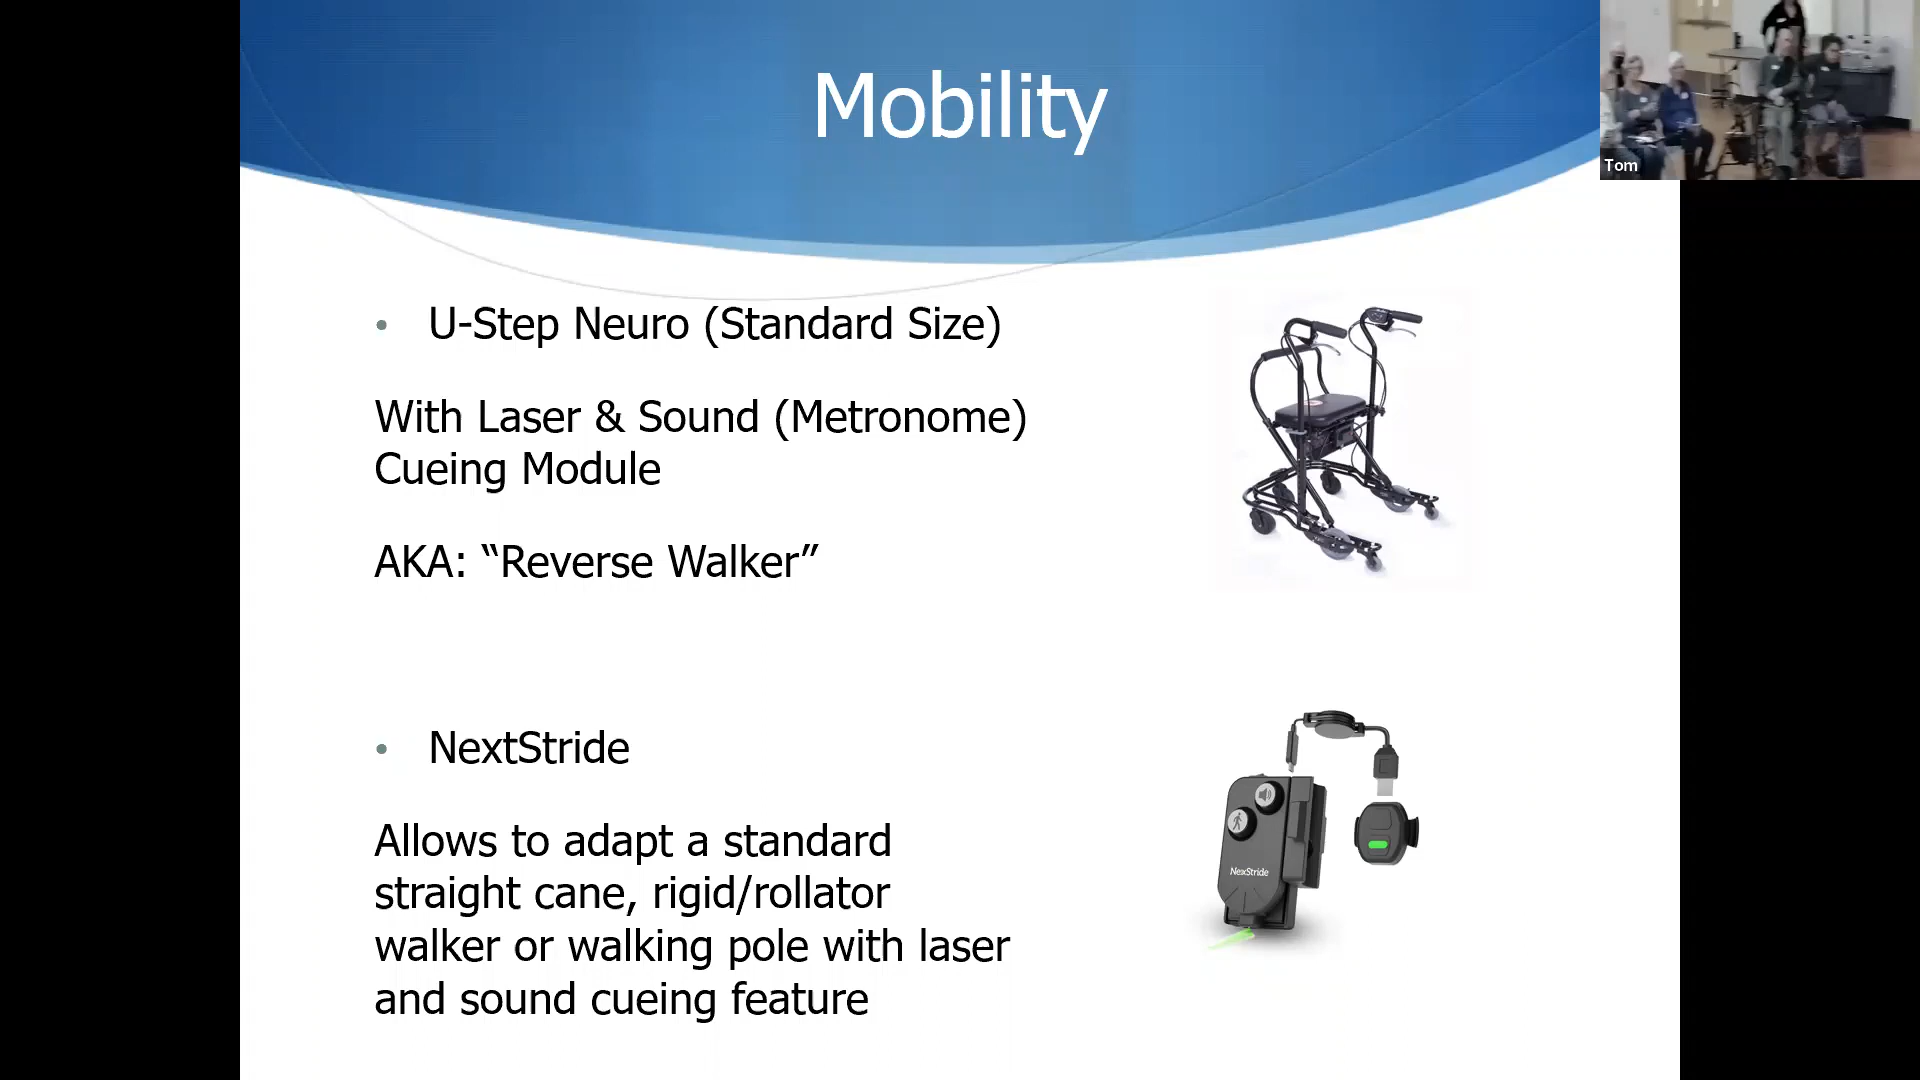 Mobility
Tom
• U-Step Neuro (Standard Size)
With Laser & Sound (Metronome)
Cueing Module
AKA: “Reverse Walker”
• NextStride
Allows to adapt a standard
straight cane, rigid/rollator
walker or walking pole with laser
and sound cueing feature
NexStride